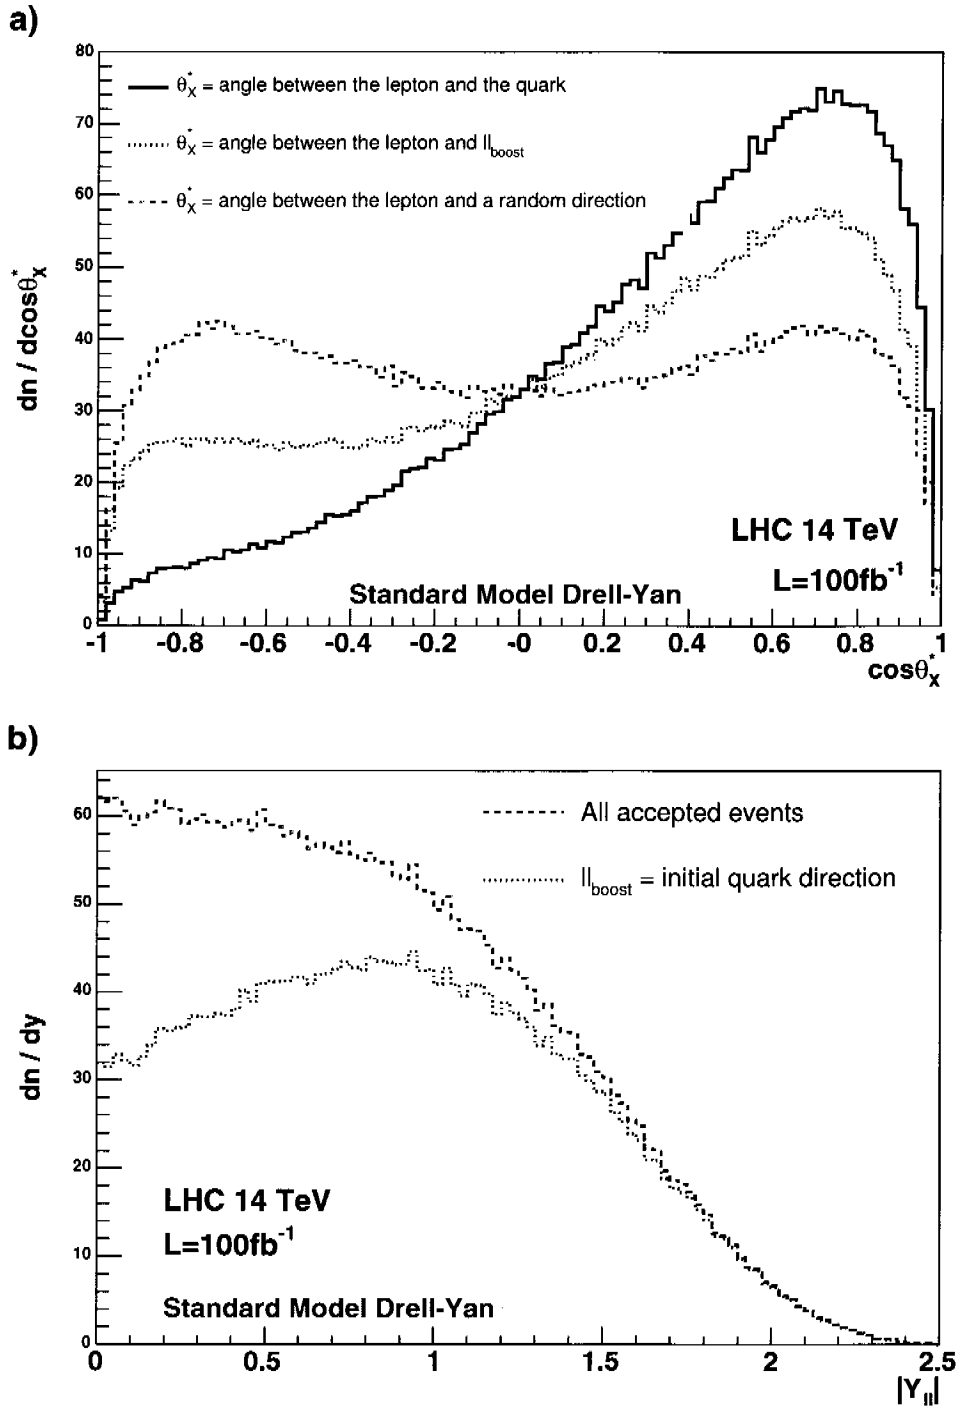 a)
80
70
60
50
40
30
20
10
0
dn / dcosθ*X
θ*X = angle between the lepton and the quark
θ*X = angle between the lepton and llboost
θ*X = angle between the lepton and a random direction
LHC 14 TeV
L=100fb-1
Standard Model Drell-Yan
-1 -0.8 -0.6 -0.4 -0.2 -0 0.2 0.4 0.6 0.8 1
cosθ*X
b)
60
50
40
30
20
10
0
dn / dy
All accepted events
llboost = initial quark direction
LHC 14 TeV
L=100fb-1
Standard Model Drell-Yan
0 0.5 1 1.5 2 2.5
|Yll|